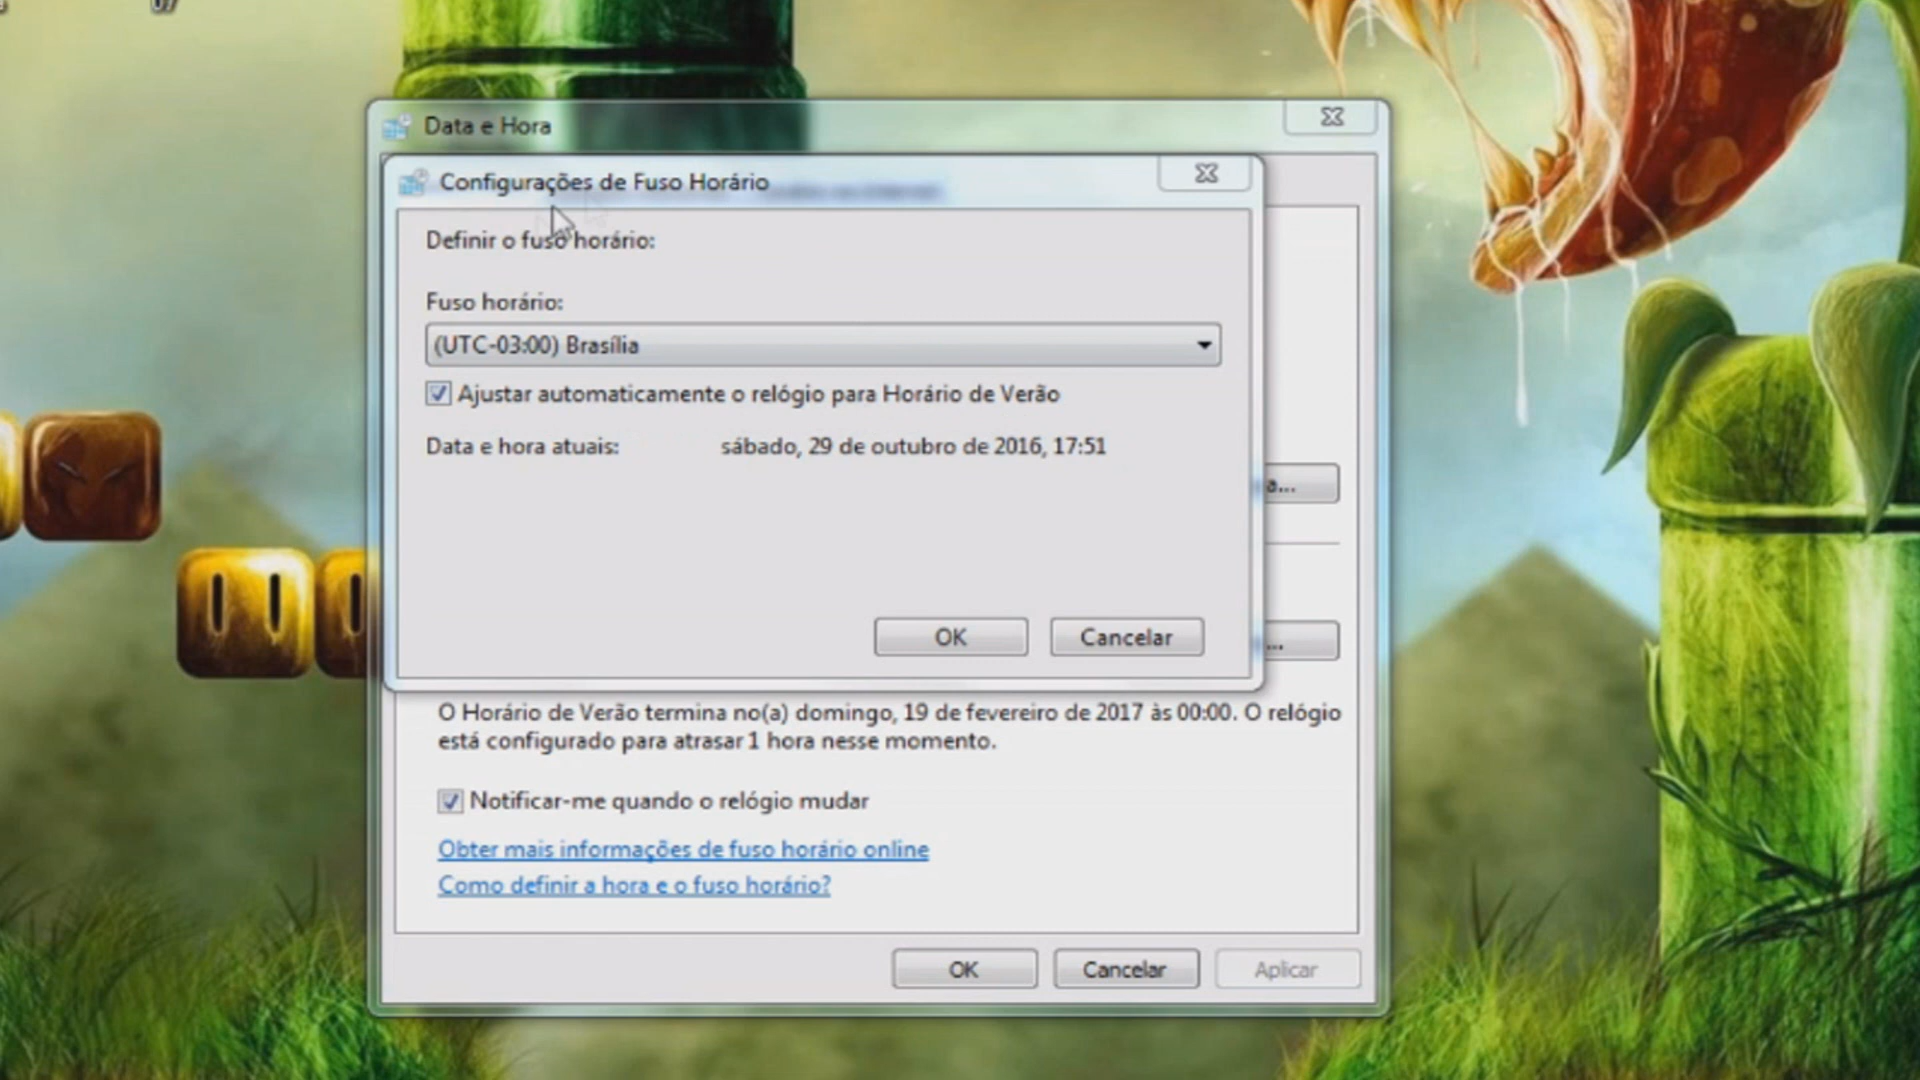 07
Data e Hora
Configurações de Fuso Horário
Definir o fuso horário:
Fuso horário:
(UTC-03:00) Brasília
Ajustar automaticamente o relógio para Horário de Verão
Data e hora atuais: sábado, 29 de outubro de 2016, 17:51
a...
...
OK Cancelar
O Horário de Verão termina no(a) domingo, 19 de fevereiro de 2017 às 00:00. O relógio
está configurado para atrasar 1 hora nesse momento.
Notificar-me quando o relógio mudar
Obter mais informações de fuso horário online
Como definir a hora e o fuso horário?
OK Cancelar Aplicar